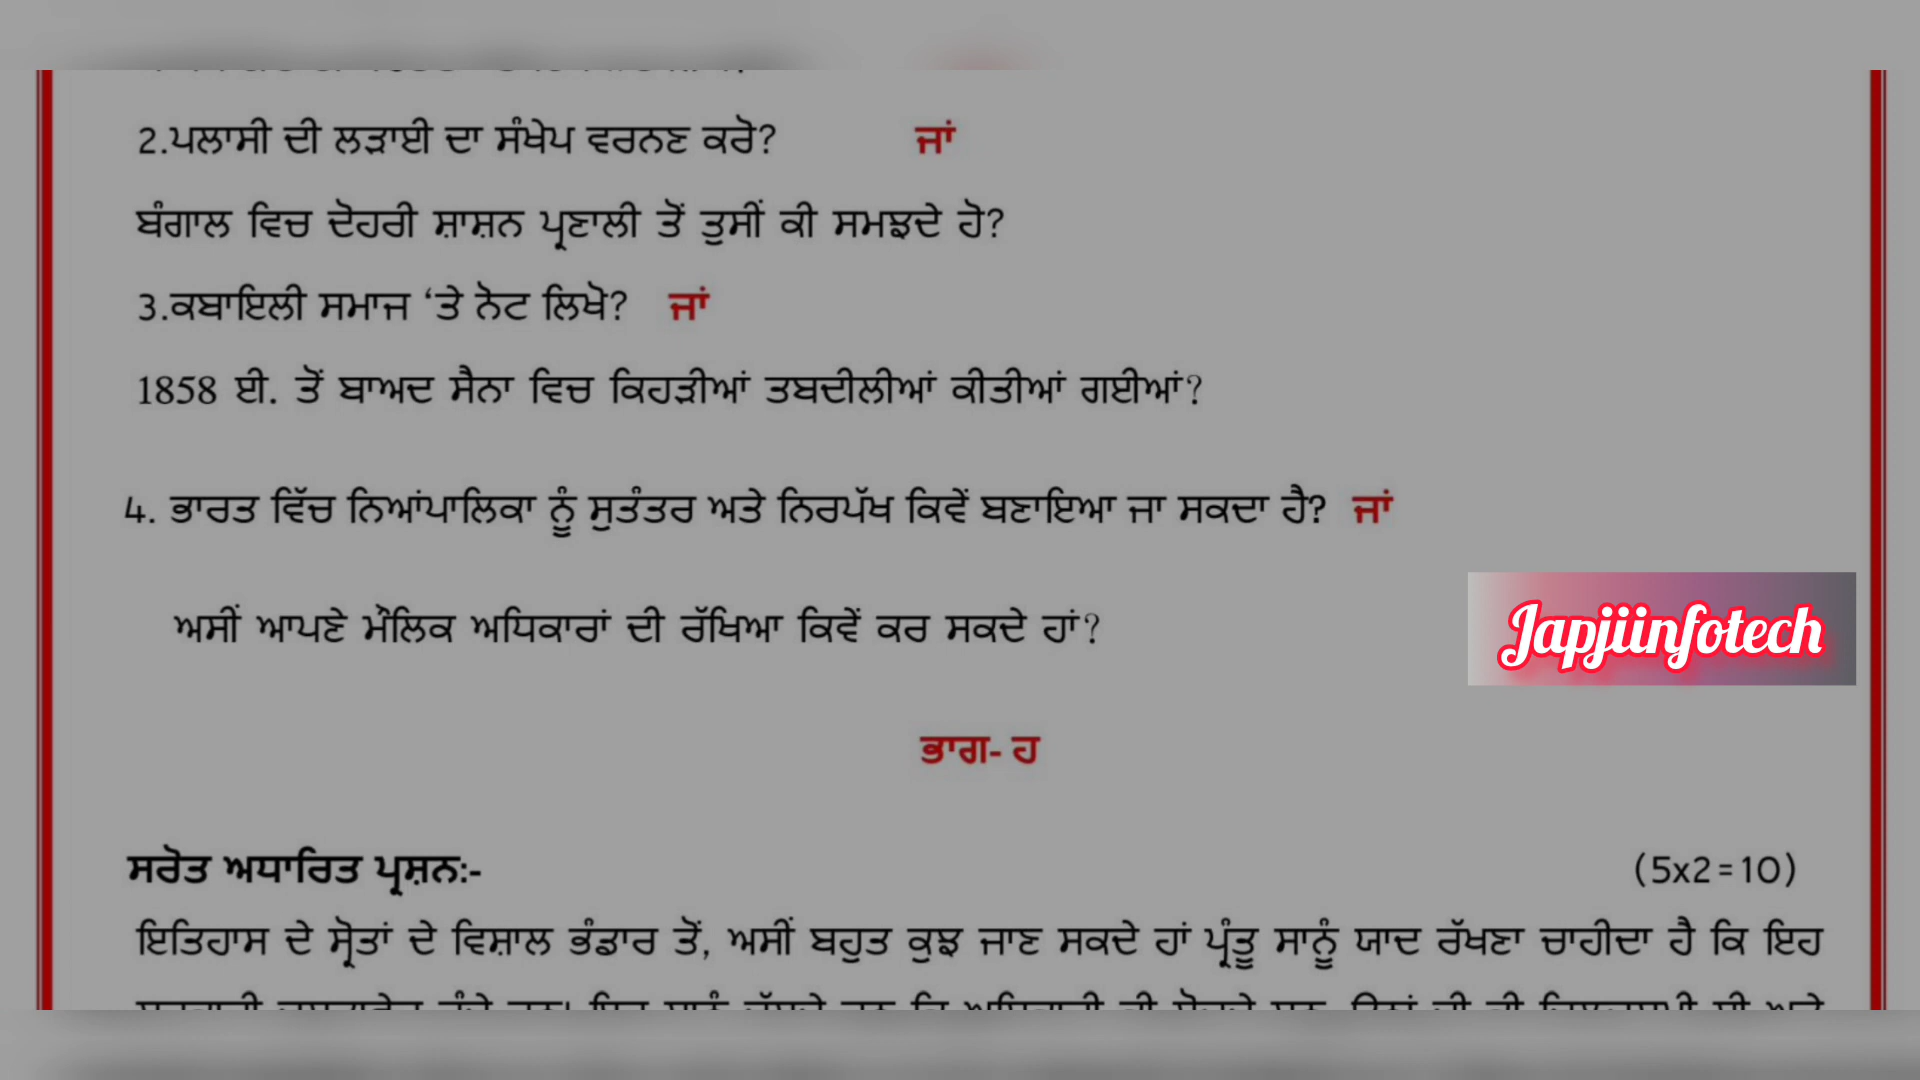 2.ਪਲਾਸੀ ਦੀ ਲੜਾਈ ਦਾ ਸੰਖੇਪ ਵਰਨਣ ਕਰੋ? ਜਾਂ
ਬੰਗਾਲ ਵਿਚ ਦੋਹਰੀ ਸ਼ਾਸ਼ਨ ਪ੍ਰਣਾਲੀ ਤੋਂ ਤੁਸੀਂ ਕੀ ਸਮਝਦੇ ਹੋ?
3.ਕਬਾਇਲੀ ਸਮਾਜ ‘ਤੇ ਨੋਟ ਲਿਖੋ? ਜਾਂ
1858 ਈ. ਤੋਂ ਬਾਅਦ ਸੈਨਾ ਵਿਚ ਕਿਹੜੀਆਂ ਤਬਦੀਲੀਆਂ ਕੀਤੀਆਂ ਗਈਆਂ?
4. ਭਾਰਤ ਵਿੱਚ ਨਿਆਂਪਾਲਿਕਾ ਨੂੰ ਸੁਤੰਤਰ ਅਤੇ ਨਿਰਪੱਖ ਕਿਵੇਂ ਬਣਾਇਆ ਜਾ ਸਕਦਾ ਹੈ? ਜਾਂ
ਅਸੀਂ ਆਪਣੇ ਮੌਲਿਕ ਅਧਿਕਾਰਾਂ ਦੀ ਰੱਖਿਆ ਕਿਵੇਂ ਕਰ ਸਕਦੇ ਹਾਂ?
Japjiinfotech
ਭਾਗ- ਹ
ਸਰੋਤ ਅਧਾਰਿਤ ਪ੍ਰਸ਼ਨ:- (5x2=10)
ਇਤਿਹਾਸ ਦੇ ਸ੍ਰੋਤਾਂ ਦੇ ਵਿਸ਼ਾਲ ਭੰਡਾਰ ਤੋਂ, ਅਸੀਂ ਬਹੁਤ ਕੁਝ ਜਾਣ ਸਕਦੇ ਹਾਂ ਪ੍ਰੰਤੂ ਸਾਨੂੰ ਯਾਦ ਰੱਖਣਾ ਚਾਹੀਦਾ ਹੈ ਕਿ ਇਹ